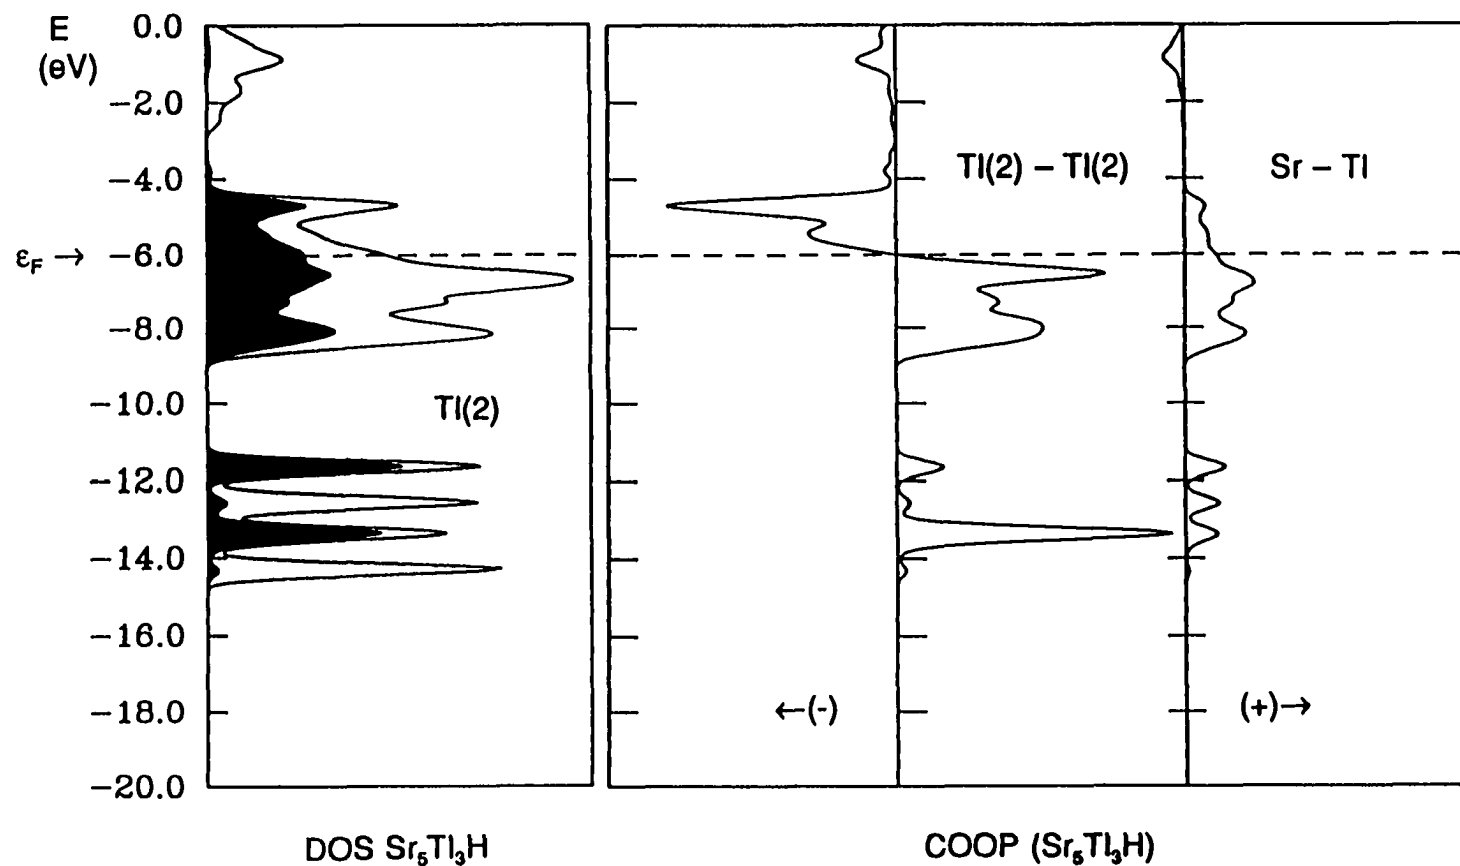 E
(eV)
0.0
−2.0
−4.0
εF →
−6.0
−8.0
−10.0
−12.0
−14.0
−16.0
−18.0
−20.0
Tl(2)
Tl(2) – Tl(2)
Sr – Tl
←(-)
(+)→
DOS Sr₅Tl₃H
COOP (Sr₅Tl₃H)